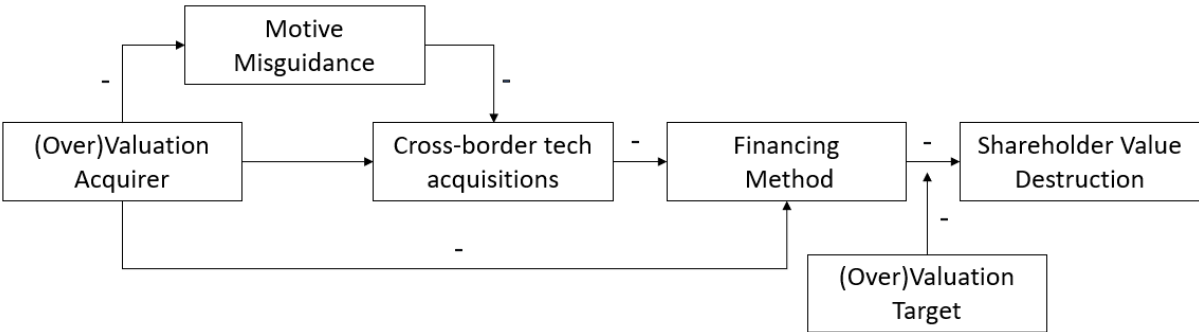 Motive
Misguidance
-
-
(Over)Valuation
Acquirer
Cross-border tech
acquisitions
-
Financing
Method
-
Shareholder Value
Destruction
-
-
(Over)Valuation
Target